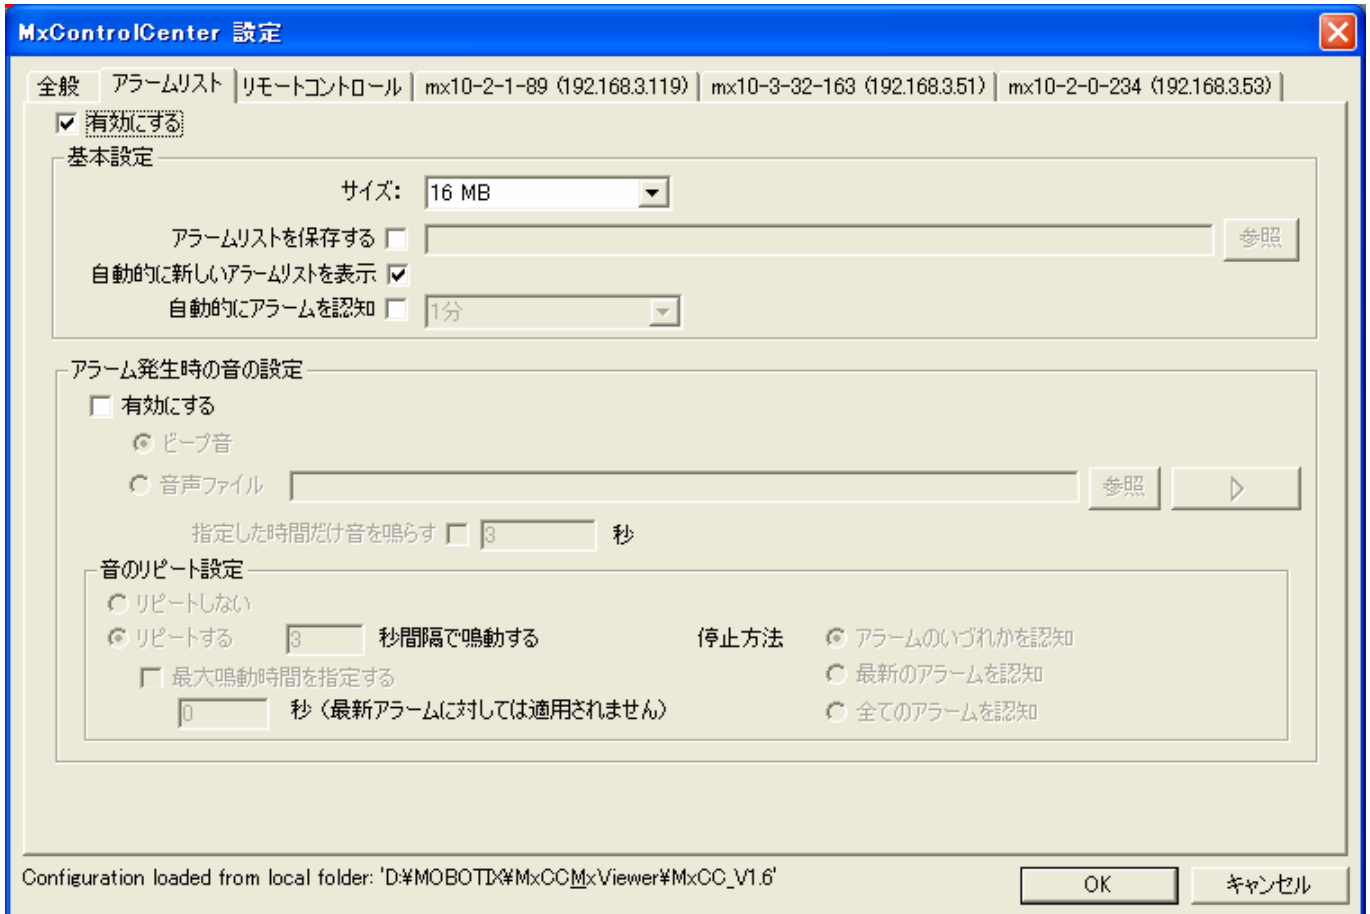 MxControlCenter 設定
全般 アラームリスト リモートコントロール mx10-2-1-89 (192.168.3.119) mx10-3-32-163 (192.168.3.51) mx10-2-0-234 (192.168.3.53)
有効にする
基本設定
サイズ: 16 MB
アラームリストを保存する 参照
自動的に新しいアラームリストを表示
自動的にアラームを認知 1分
アラーム発生時の音の設定
有効にする
ビープ音
音声ファイル 参照
指定した時間だけ音を鳴らす 3 秒
音のリピート設定
リピートしない
リピートする 3 秒間隔で鳴動する 停止方法 アラームのいづれかを認知
最大鳴動時間を指定する 最新のアラームを認知
0 秒（最新アラームに対しては適用されません） 全てのアラームを認知
Configuration loaded from local folder: 'D:¥MOBOTIX¥MxCCMxViewer¥MxCC_V1.6'
OK キャンセル